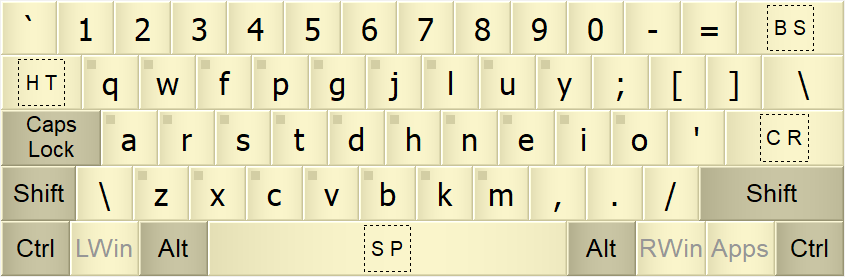 ` 1 2 3 4 5 6 7 8 9 0 - = BS
HT q w f p g j l u y ; [ ] \
Caps Lock a r s t d h n e i o ' CR
Shift \ z x c v b k m , . / Shift
Ctrl LWin Alt SP Alt RWin Apps Ctrl